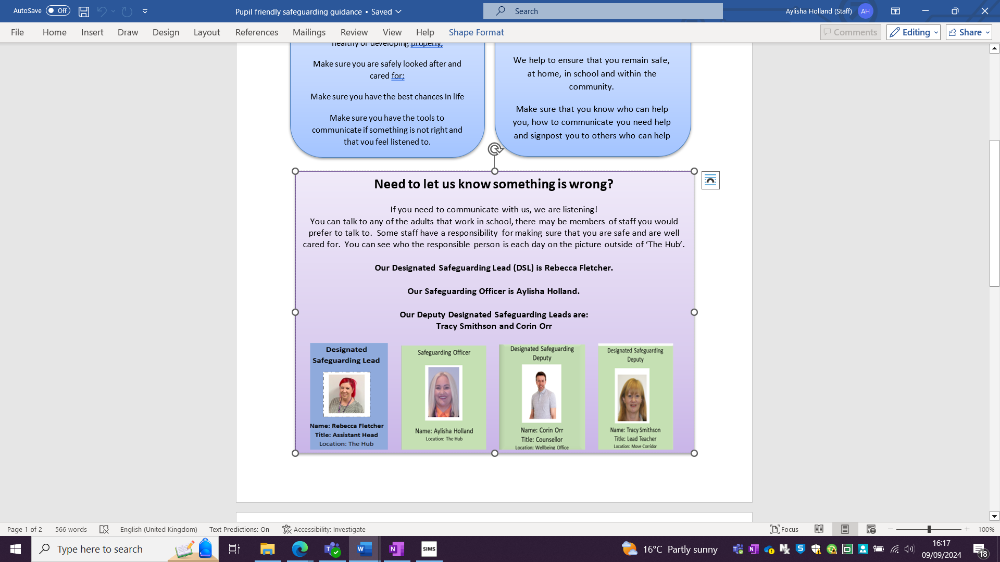 AutoSave Off Pupil friendly safeguarding guidance • Saved Search Aylisha Holland (Staff) AH
File Home Insert Draw Design Layout References Mailings Review View Help Shape Format Comments Editing Share
healthy or developing properly;
Make sure you are safely looked after and
cared for;
Make sure you have the best chances in life
Make sure you have the tools to
communicate if something is not right and
that you feel listened to.
We help to ensure that you remain safe,
at home, in school and within the
community.
Make sure that you know who can help
you, how to communicate you need help
and signpost you to others who can help
Need to let us know something is wrong?
If you need to communicate with us, we are listening!
You can talk to any of the adults that work in school, there may be members of staff you would
prefer to talk to. Some staff have a responsibility for making sure that you are safe and are well
cared for. You can see who the responsible person is each day on the picture outside of ‘The Hub’.
Our Designated Safeguarding Lead (DSL) is Rebecca Fletcher.
Our Safeguarding Officer is Aylisha Holland.
Our Deputy Designated Safeguarding Leads are:
Tracy Smithson and Corin Orr
Designated
Safeguarding Lead
Name: Rebecca Fletcher
Title: Assistant Head
Location: The Hub
Safeguarding Officer
Name: Aylisha Holland
Location: The Hub
Designated Safeguarding
Deputy
Name: Corin Orr
Title: Counsellor
Location: Wellbeing Office
Designated Safeguarding
Deputy
Name: Tracy Smithson
Title: Lead Teacher
Location: Move Corridor
Page 1 of 2 566 words English (United Kingdom) Text Predictions: On Accessibility: Investigate Focus 100%
Type here to search SIMS 16°C Partly sunny 16:17
09/09/2024 18